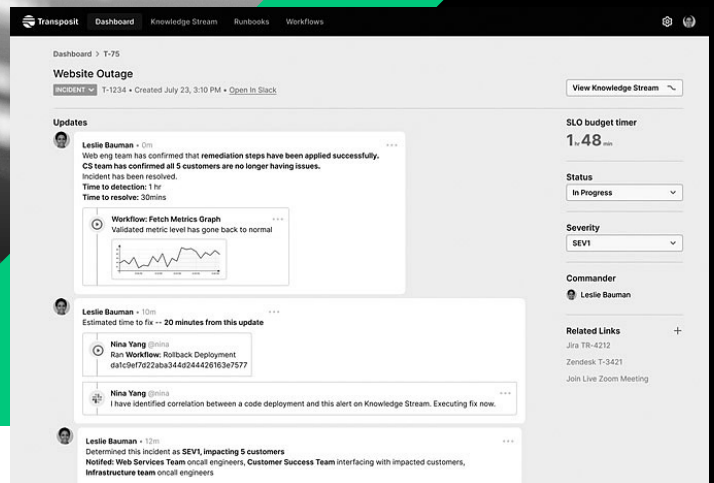 Transposit Dashboard Knowledge Stream Runbooks Workflows
Dashboard > T-75
Website Outage
INCIDENT T-1234 • Created July 23, 3:10 PM • Open In Slack
View Knowledge Stream
Updates
Leslie Bauman • 0m
Web eng team has confirmed that remediation steps have been applied successfully.
CS team has confirmed all 5 customers are no longer having issues.
Incident has been resolved.
Time to detection: 1 hr
Time to resolve: 30mins
Workflow: Fetch Metrics Graph
Validated metric level has gone back to normal
Leslie Bauman • 10m
Estimated time to fix -- 20 minutes from this update
Nina Yang @nina
Ran Workflow: Rollback Deployment
da1c9ef7d22aba344d244426163e7577
Nina Yang @nina
I have identified correlation between a code deployment and this alert on Knowledge Stream. Executing fix now.
Leslie Bauman • 12m
Determined this incident as SEV1, impacting 5 customers
Notifed: Web Services Team oncall engineers, Customer Success Team interfacing with impacted customers,
Infrastructure team oncall engineers
SLO budget timer
1 hr 48 min
Status
In Progress
Severity
SEV1
Commander
Leslie Bauman
Related Links +
Jira TR-4212
Zendesk T-3421
Join Live Zoom Meeting